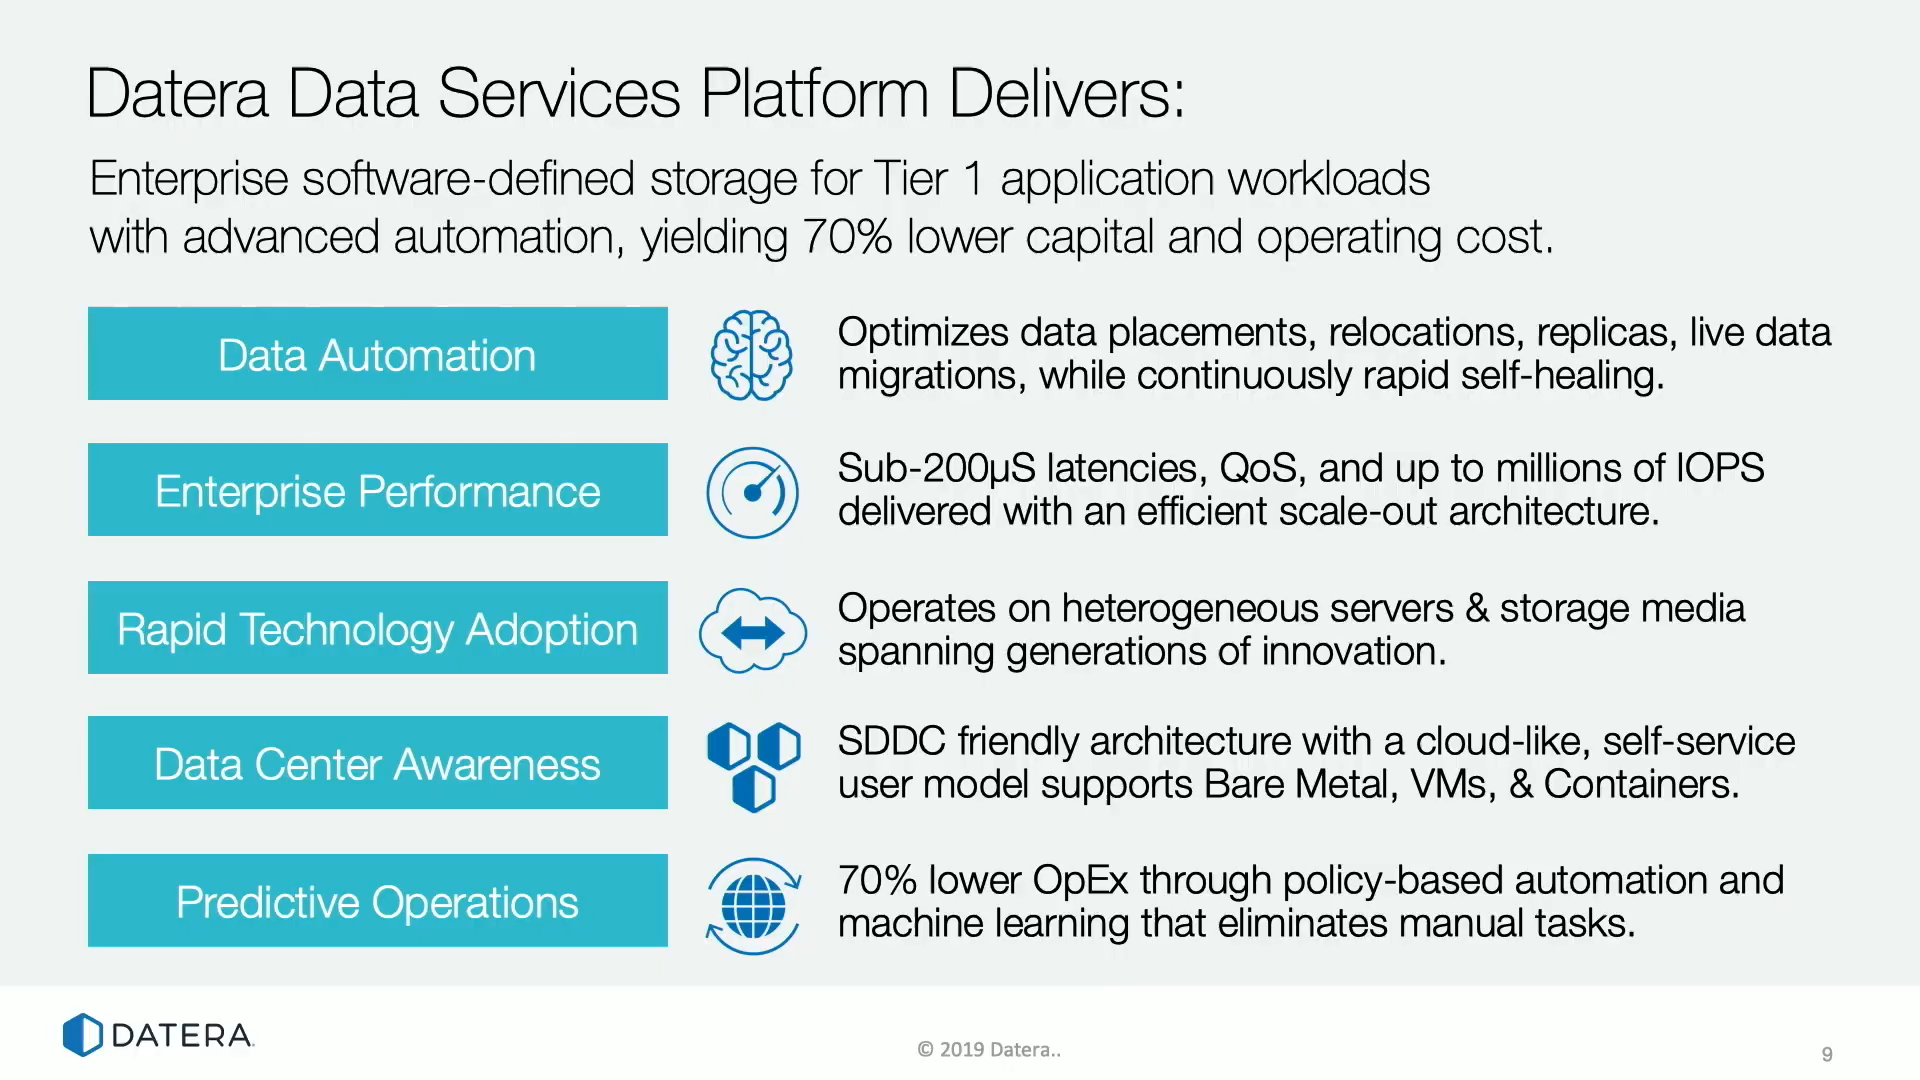 Datera Data Services Platform Delivers:
Enterprise software-defined storage for Tier 1 application workloads
with advanced automation, yielding 70% lower capital and operating cost.
Data Automation
Optimizes data placements, relocations, replicas, live data
migrations, while continuously rapid self-healing.
Enterprise Performance
Sub-200µS latencies, QoS, and up to millions of IOPS
delivered with an efficient scale-out architecture.
Rapid Technology Adoption
Operates on heterogeneous servers & storage media
spanning generations of innovation.
Data Center Awareness
SDDC friendly architecture with a cloud-like, self-service
user model supports Bare Metal, VMs, & Containers.
Predictive Operations
70% lower OpEx through policy-based automation and
machine learning that eliminates manual tasks.
DATERA
© 2019 Datera..
9